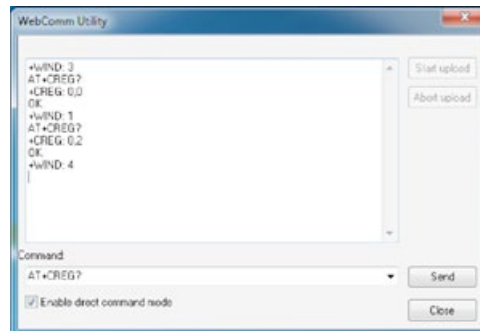 WebComm Utility
+WIND: 3
AT+CREG?
+CREG: 0,0
OK
+WIND: 1
AT+CREG?
+CREG: 0,2
OK
+WIND: 4
Start upload
Abort upload
Command:
AT+CREG?
Send
Enable direct command mode
Close